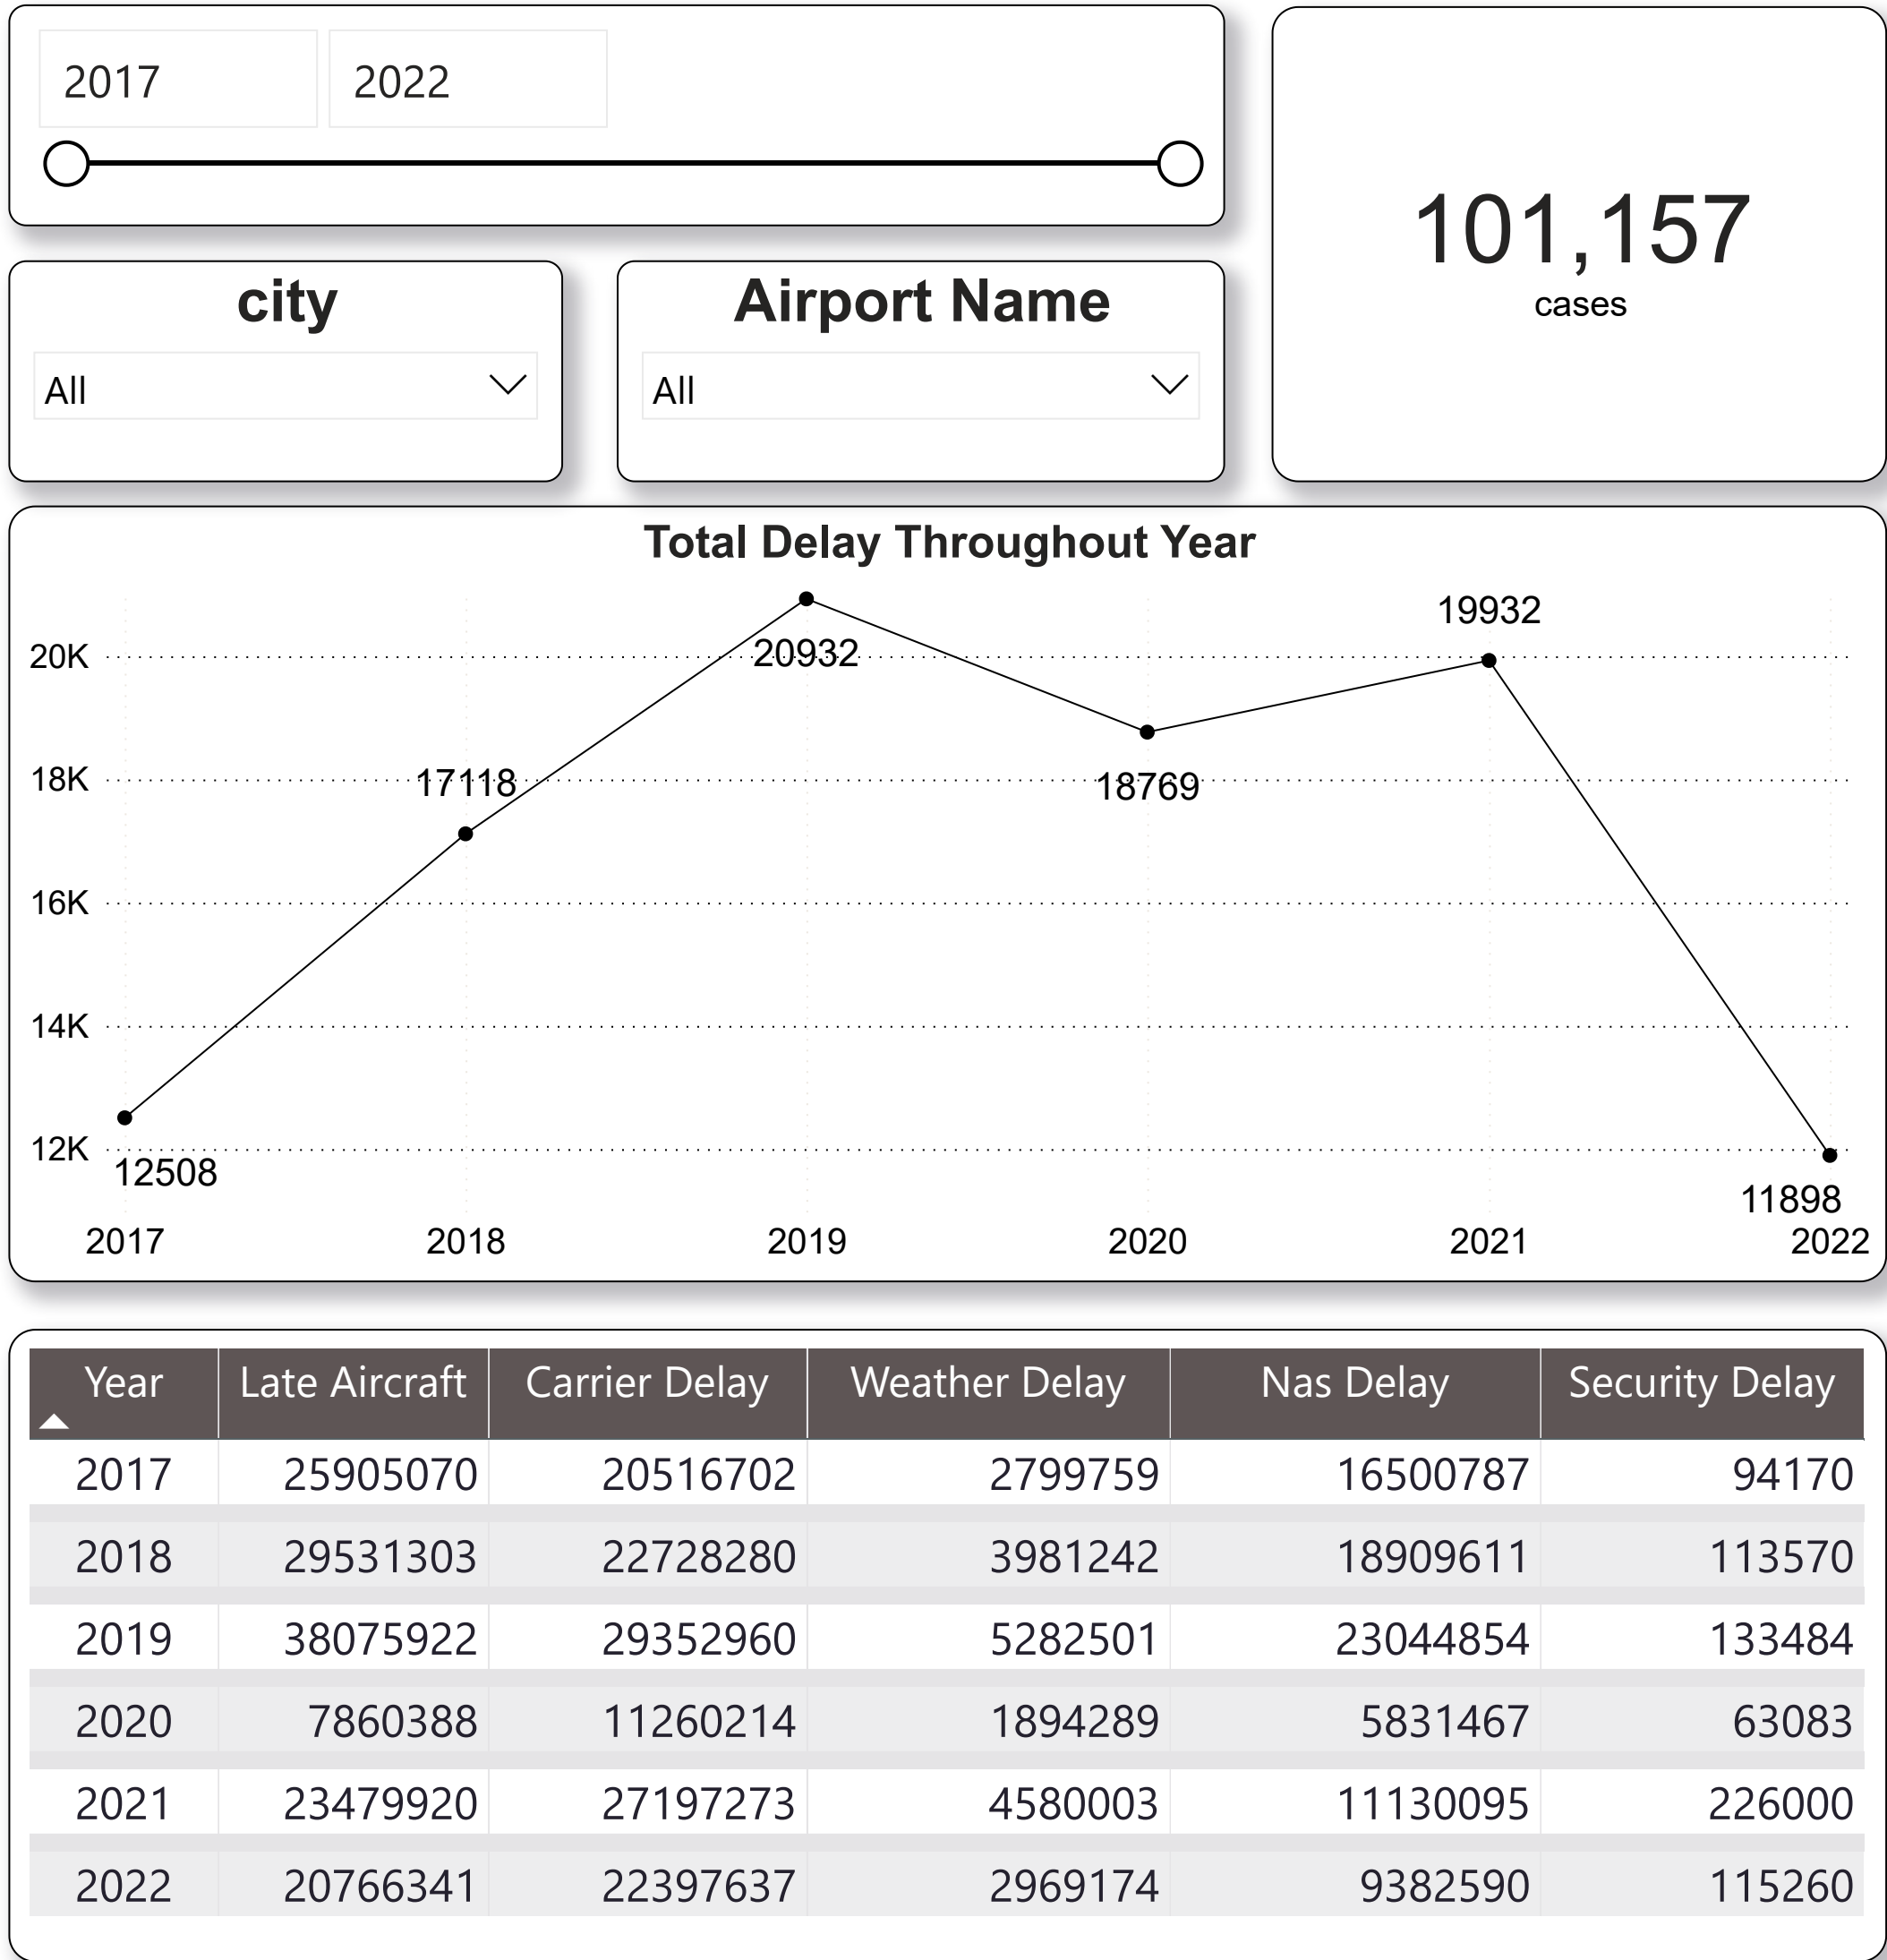 2017 2022
101,157
cases
city
All
Airport Name
All
Total Delay Throughout Year
20K
18K
16K
14K
12K
12508
17118
20932
18769
19932
11898
2017 2018 2019 2020 2021 2022
Year Late Aircraft Carrier Delay Weather Delay Nas Delay Security Delay
2017 25905070 20516702 2799759 16500787 94170
2018 29531303 22728280 3981242 18909611 113570
2019 38075922 29352960 5282501 23044854 133484
2020 7860388 11260214 1894289 5831467 63083
2021 23479920 27197273 4580003 11130095 226000
2022 20766341 22397637 2969174 9382590 115260